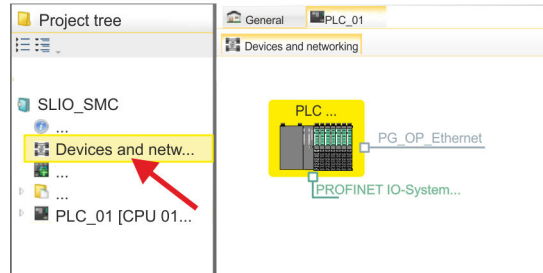 Project tree
SLIO_SMC
...
Devices and netw...
...
...
PLC_01 [CPU 01...
General
PLC_01
Devices and networking
PLC ...
PG_OP_Ethernet
PROFINET IO-System...